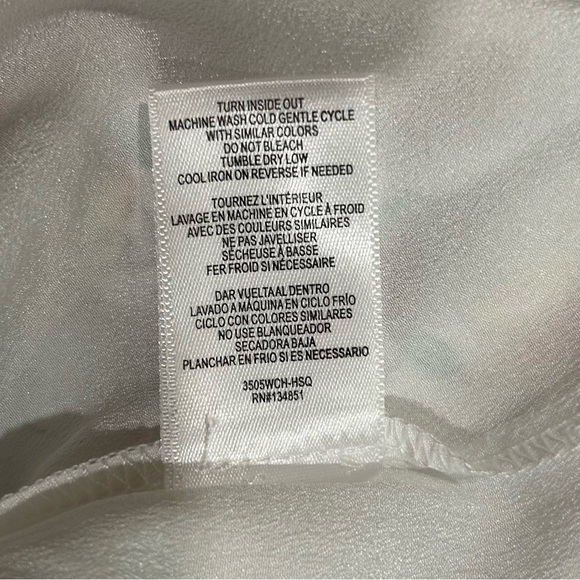 TURN INSIDE OUT
MACHINE WASH COLD GENTLE CYCLE
WITH SIMILAR COLORS
DO NOT BLEACH
TUMBLE DRY LOW
COOL IRON ON REVERSE IF NEEDED
TOURNEZ L'INTÉRIEUR
LAVAGE EN MACHINE EN CYCLE À FROID
AVEC DES COULEURS SIMILAIRES
NE PAS JAVELLISER
SÉCHEUSE À BASSE
FER FROID SI NÉCESSAIRE
DAR VUELTA AL DENTRO
LAVADO A MÁQUINA EN CICLO FRÍO
CICLO CON COLORES SIMILARES
NO USE BLANQUEADOR
SECADORA BAJA
PLANCHAR EN FRIO SI ES NECESSARIO
3505WCH-HSQ
RN#134851